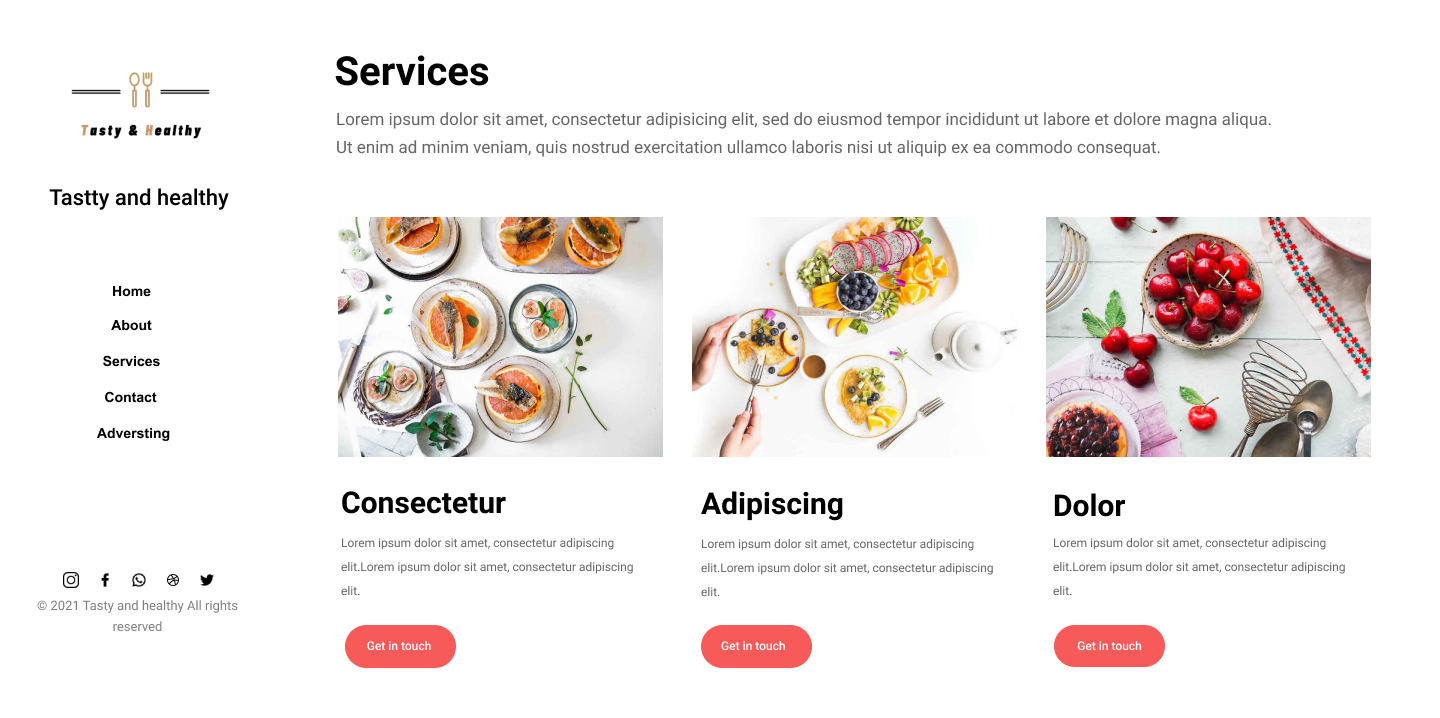 Tasty & Healthy
Tastty and healthy
Home
About
Services
Contact
Adversting
© 2021 Tasty and healthy All rights
reserved
Services
Lorem ipsum dolor sit amet, consectetur adipisicing elit, sed do eiusmod tempor incididunt ut labore et dolore magna aliqua.
Ut enim ad minim veniam, quis nostrud exercitation ullamco laboris nisi ut aliquip ex ea commodo consequat.
Consectetur
Lorem ipsum dolor sit amet, consectetur adipiscing
elit.Lorem ipsum dolor sit amet, consectetur adipiscing
elit.
Get in touch
Adipiscing
Lorem ipsum dolor sit amet, consectetur adipiscing
elit.Lorem ipsum dolor sit amet, consectetur adipiscing
elit.
Get in touch
Dolor
Lorem ipsum dolor sit amet, consectetur adipiscing
elit.Lorem ipsum dolor sit amet, consectetur adipiscing
elit.
Get in touch